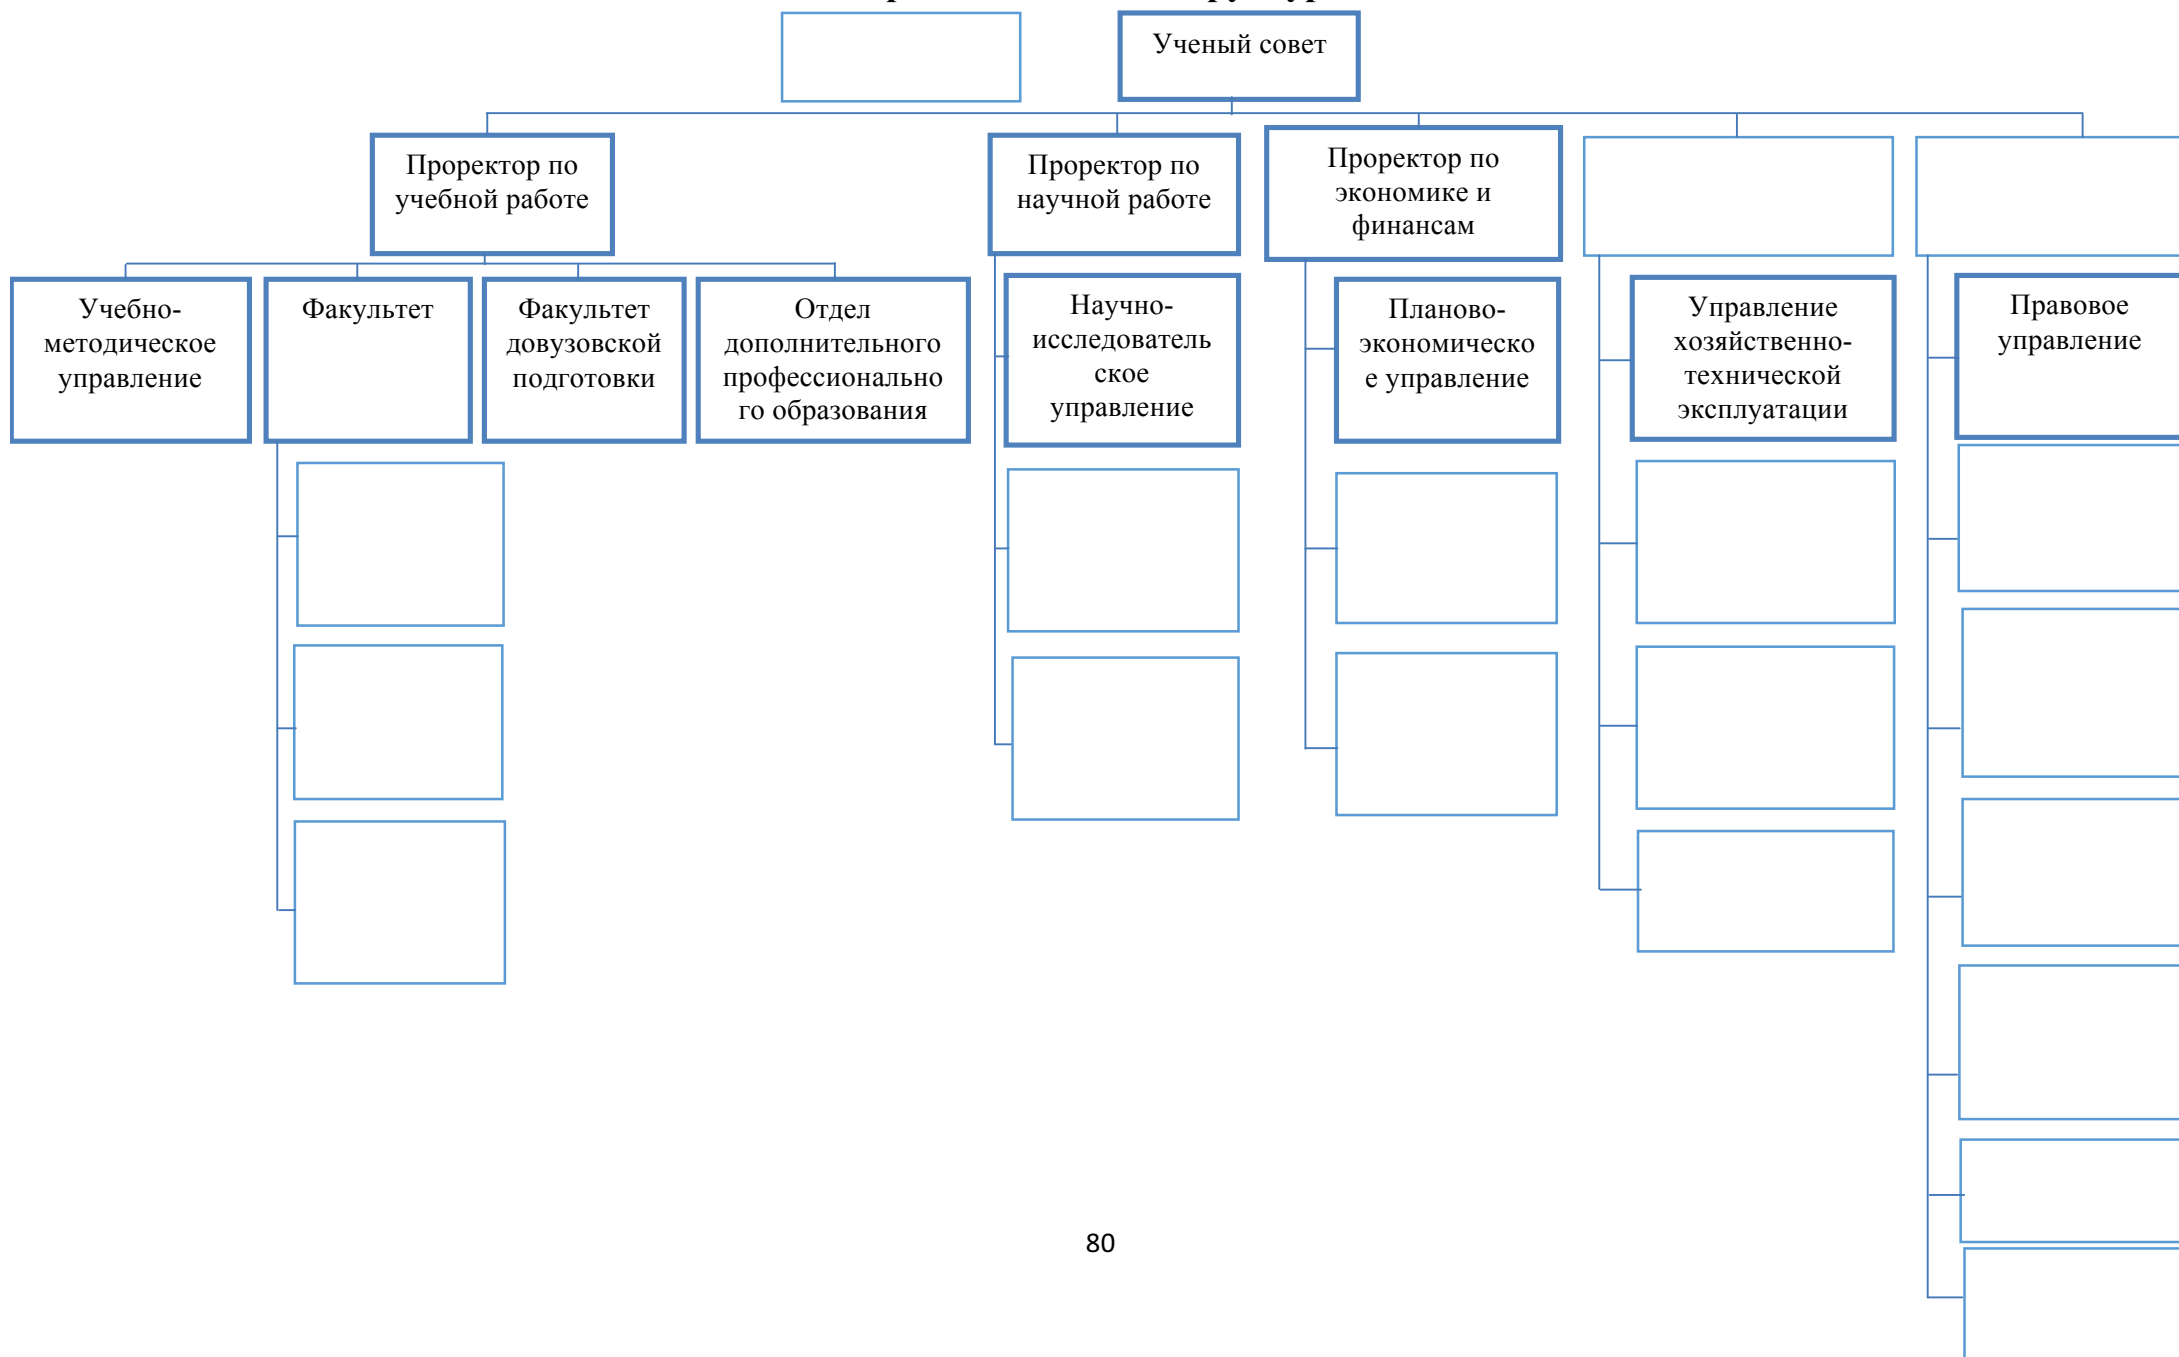 Ученый совет
Проректор по
учебной работе
Проректор по
научной работе
Проректор по
экономике и
финансам
Учебно-
методическое
управление
Факультет
Факультет
довузовской
подготовки
Отдел
дополнительного
профессионально
го образования
Научно-
исследователь
ское
управление
Планово-
экономическо
е управление
Управление
хозяйственно-
технической
эксплуатации
Правовое
управление
80